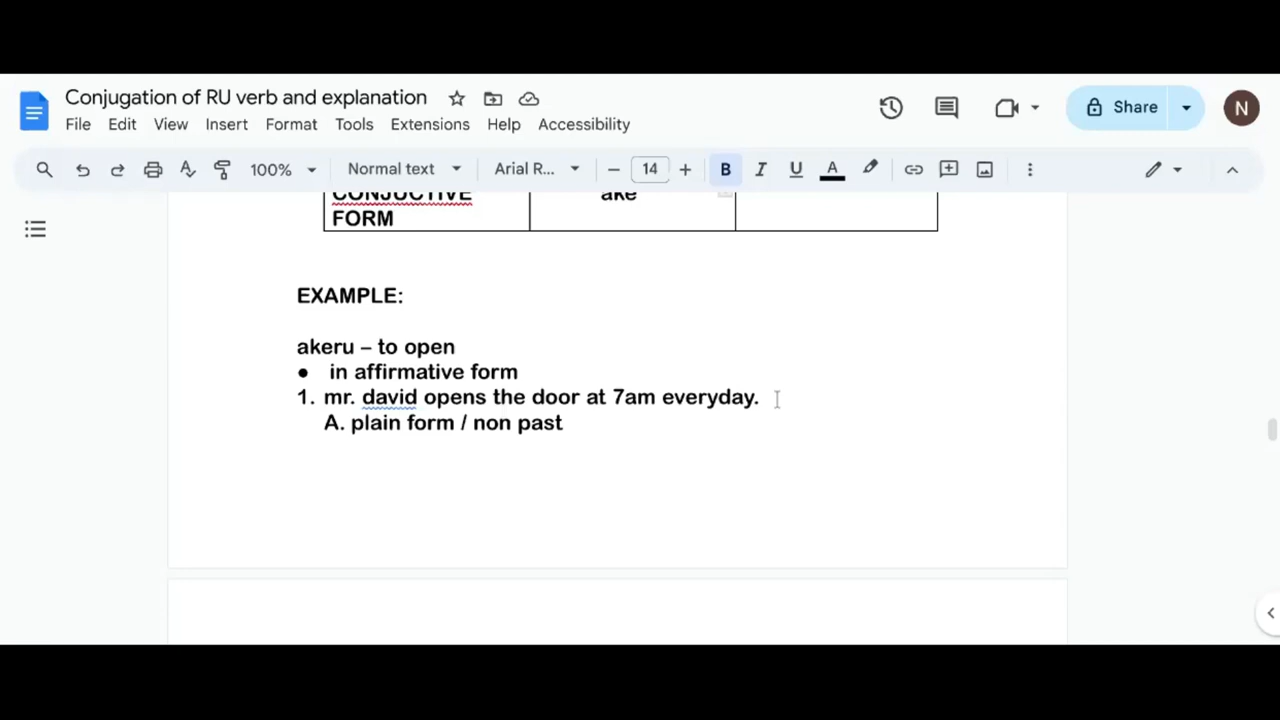 Conjugation of RU verb and explanation
File Edit View Insert Format Tools Extensions Help Accessibility
Share
N
100% Normal text Arial R... 14 B I U A
CONJUCTIVE ake
FORM
EXAMPLE:
akeru – to open
● in affirmative form
1. mr. david opens the door at 7am everyday.
A. plain form / non past